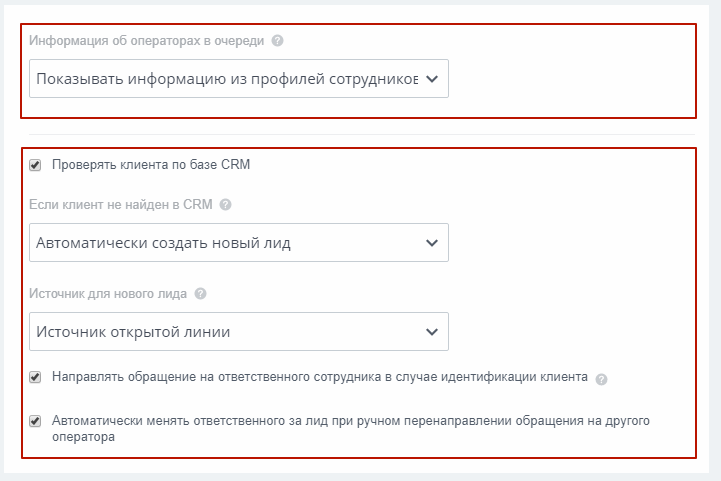 Информация об операторах в очереди ?
Показывать информацию из профилей сотрудников
Проверять клиента по базе CRM
Если клиент не найден в CRM ?
Автоматически создать новый лид
Источник для нового лида ?
Источник открытой линии
Направлять обращение на ответственного сотрудника в случае идентификации клиента ?
Автоматически менять ответственного за лид при ручном перенаправлении обращения на другого
оператора